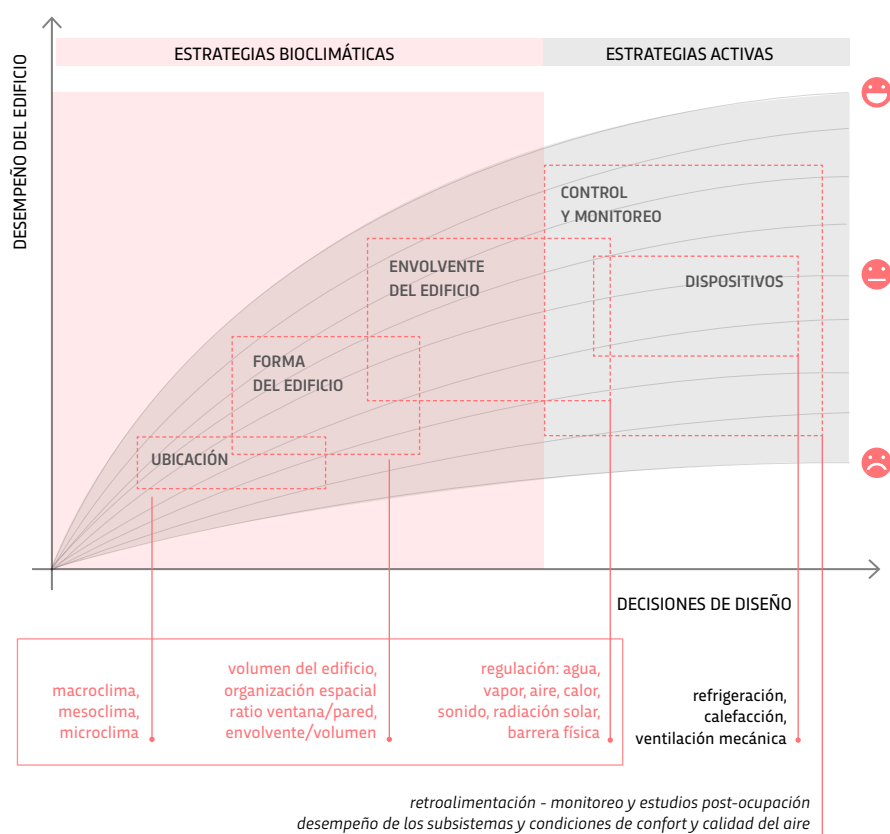 ESTRATEGIAS BIOCLIMÁTICAS
ESTRATEGIAS ACTIVAS
DESEMPEÑO DEL EDIFICIO
CONTROL
Y MONITOREO
ENVOLVENTE
DEL EDIFICIO
DISPOSITIVOS
FORMA
DEL EDIFICIO
UBICACIÓN
DECISIONES DE DISEÑO
macroclima,
mesoclima,
microclima
volumen del edificio,
organización espacial
ratio ventana/pared,
envolvente/volumen
regulación: agua,
vapor, aire, calor,
sonido, radiación solar,
barrera física
refrigeración,
calefacción,
ventilación mecánica
retroalimentación - monitoreo y estudios post-ocupación
desempeño de los subsistemas y condiciones de confort y calidad del aire